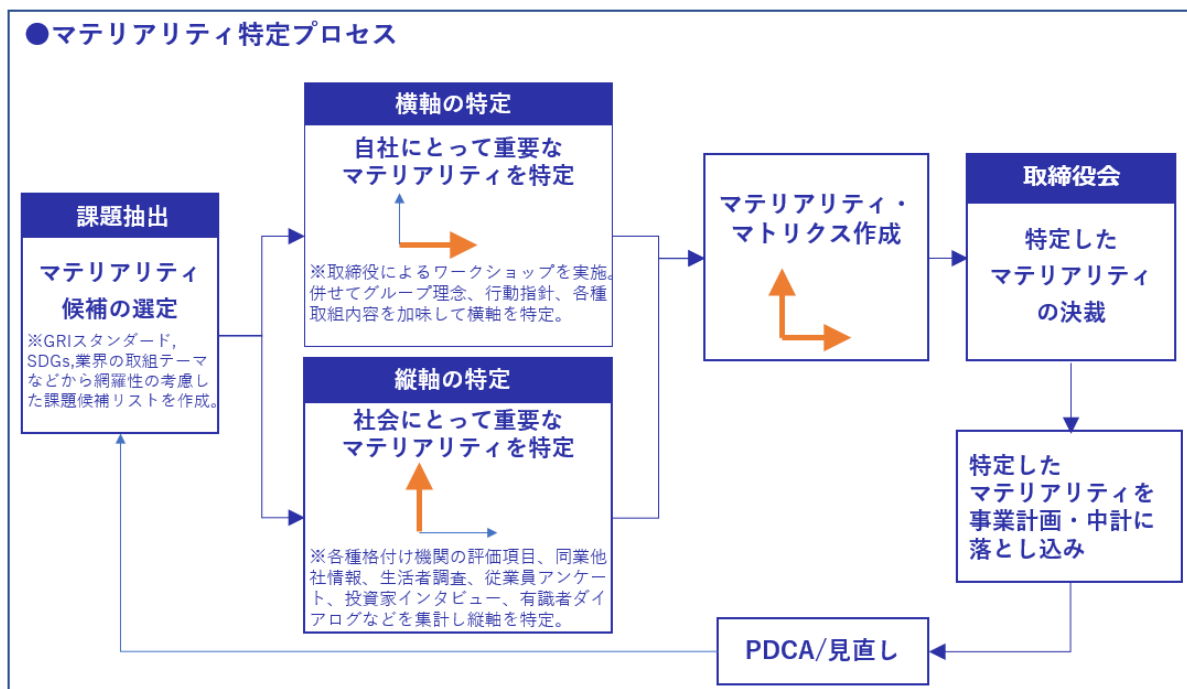 ●マテリアリティ特定プロセス
課題抽出
マテリアリティ
候補の選定
※GRIスタンダード,
SDGs,業界の取組テーマ
などから網羅性の考慮し
た課題候補リストを作成。
横軸の特定
自社にとって重要な
マテリアリティを特定
※取締役によるワークショップを実施。
併せてグループ理念、行動指針、各種
取組内容を加味して横軸を特定。
縦軸の特定
社会にとって重要な
マテリアリティを特定
※各種格付け機関の評価項目、同業他
社情報、生活者調査、従業員アンケー
ト、投資家インタビュー、有識者ダイ
アログなどを集計し縦軸を特定。
マテリアリティ・
マトリクス作成
取締役会
特定した
マテリアリティ
の決裁
特定した
マテリアリティを
事業計画・中計に
落とし込み
PDCA/見直し